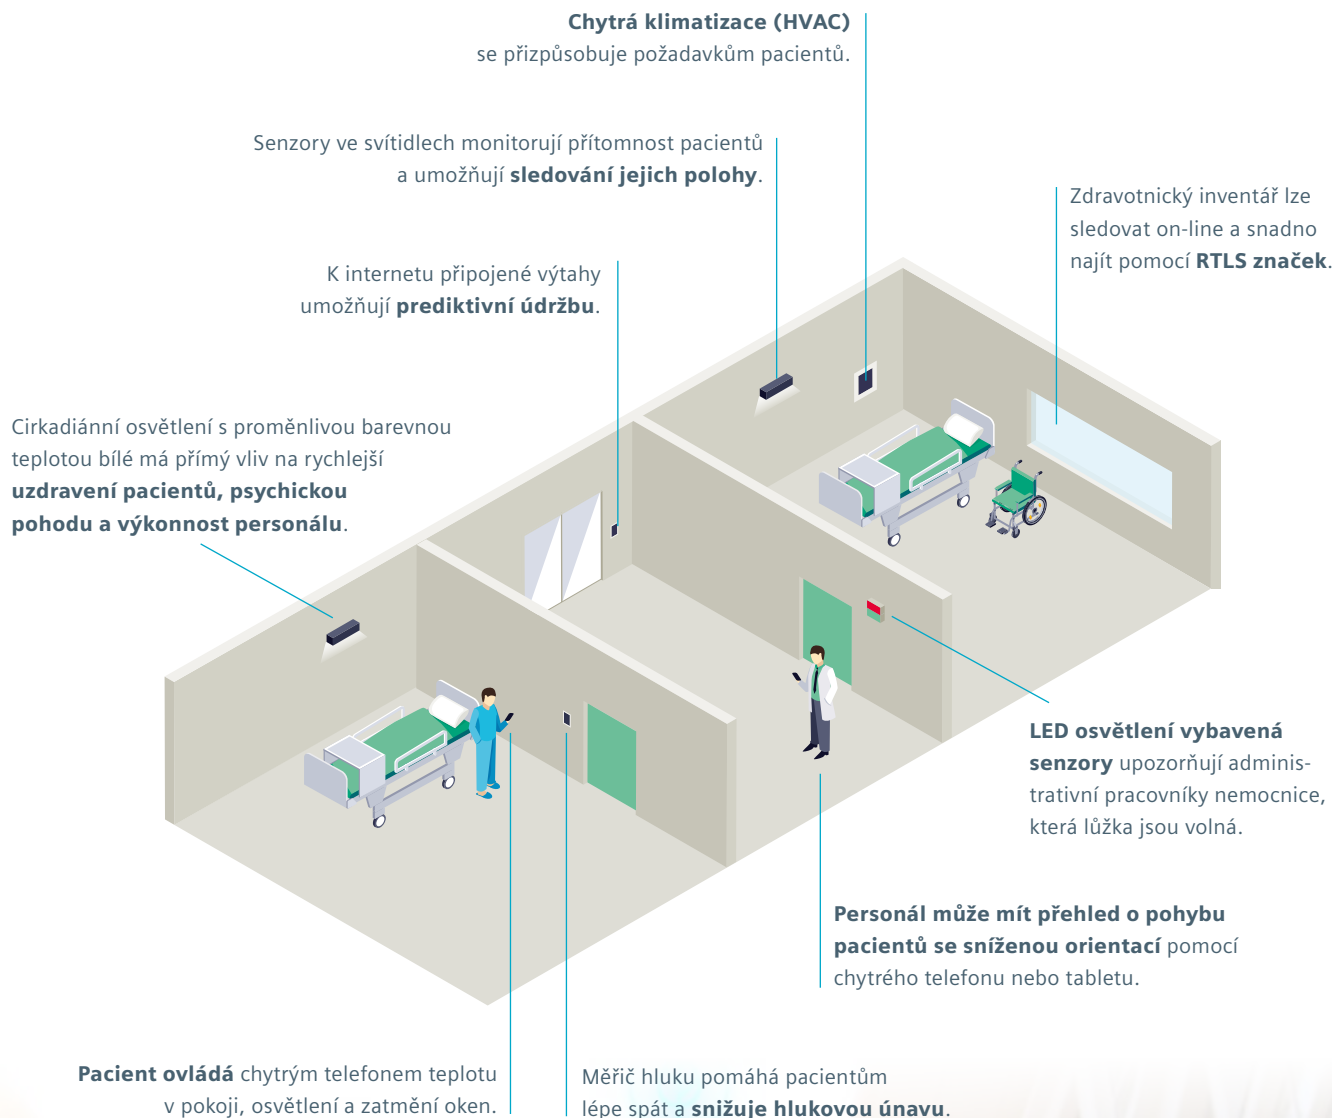 Chytrá klimatizace (HVAC)
se přizpůsobuje požadavkům pacientů.
Senzory ve svítidlech monitorují přítomnost pacientů
a umožňují sledování jejich polohy.
Zdravotnický inventář lze
sledovat on-line a snadno
najít pomocí RTLS značek.
K internetu připojené výtahy
umožňují prediktivní údržbu.
Cirkadiánní osvětlení s proměnlivou barevnou
teplotou bílé má přímý vliv na rychlejší
uzdravení pacientů, psychickou
pohodu a výkonnost personálu.
LED osvětlení vybavená
senzory upozorňují adminis-
trativní pracovníky nemocnice,
která lůžka jsou volná.
Personál může mít přehled o pohybu
pacientů se sníženou orientací pomocí
chytrého telefonu nebo tabletu.
Pacient ovládá chytrým telefonem teplotu
v pokoji, osvětlení a zatmění oken.
Měřič hluku pomáhá pacientům
lépe spát a snižuje hlukovou únavu.